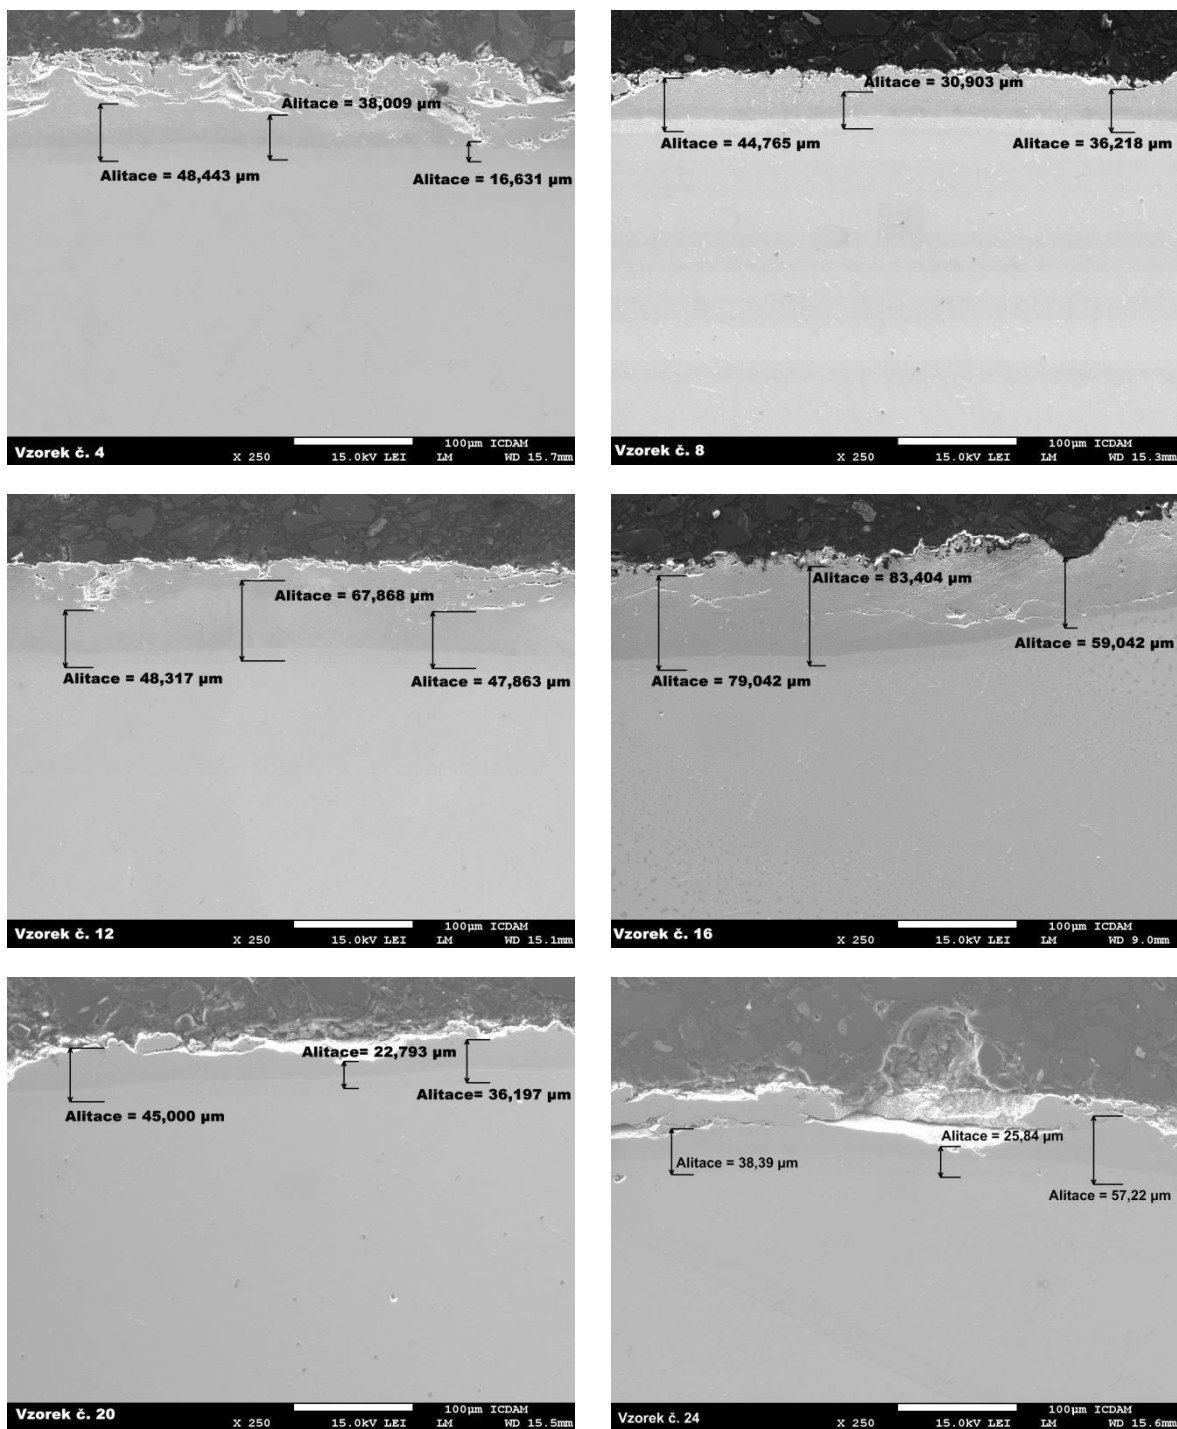 Alitace = 38,009 µm
Alitace = 48,443 µm
Alitace = 16,631 µm
Vzorek č. 4
100µm ICDAM
X 250 15.0kV LEI LM WD 15.7mm
Alitace = 30,903 µm
Alitace = 44,765 µm
Alitace = 36,218 µm
Vzorek č. 8
100µm ICDAM
X 250 15.0kV LEI LM WD 15.3mm
Alitace = 67,868 µm
Alitace = 48,317 µm
Alitace = 47,863 µm
Vzorek č. 12
100µm ICDAM
X 250 15.0kV LEI LM WD 15.1mm
Alitace = 83,404 µm
Alitace = 59,042 µm
Alitace = 79,042 µm
Vzorek č. 16
100µm ICDAM
X 250 15.0kV LEI LM WD 9.0mm
Alitace= 22,793 µm
Alitace= 36,197 µm
Alitace = 45,000 µm
Vzorek č. 20
100µm ICDAM
X 250 15.0kV LEI LM WD 15.5mm
Alitace = 25,84 µm
Alitace = 38,39 µm
Alitace = 57,22 µm
Vzorek č. 24
100µm ICDAM
X 250 15.0kV LEI LM WD 15.6mm